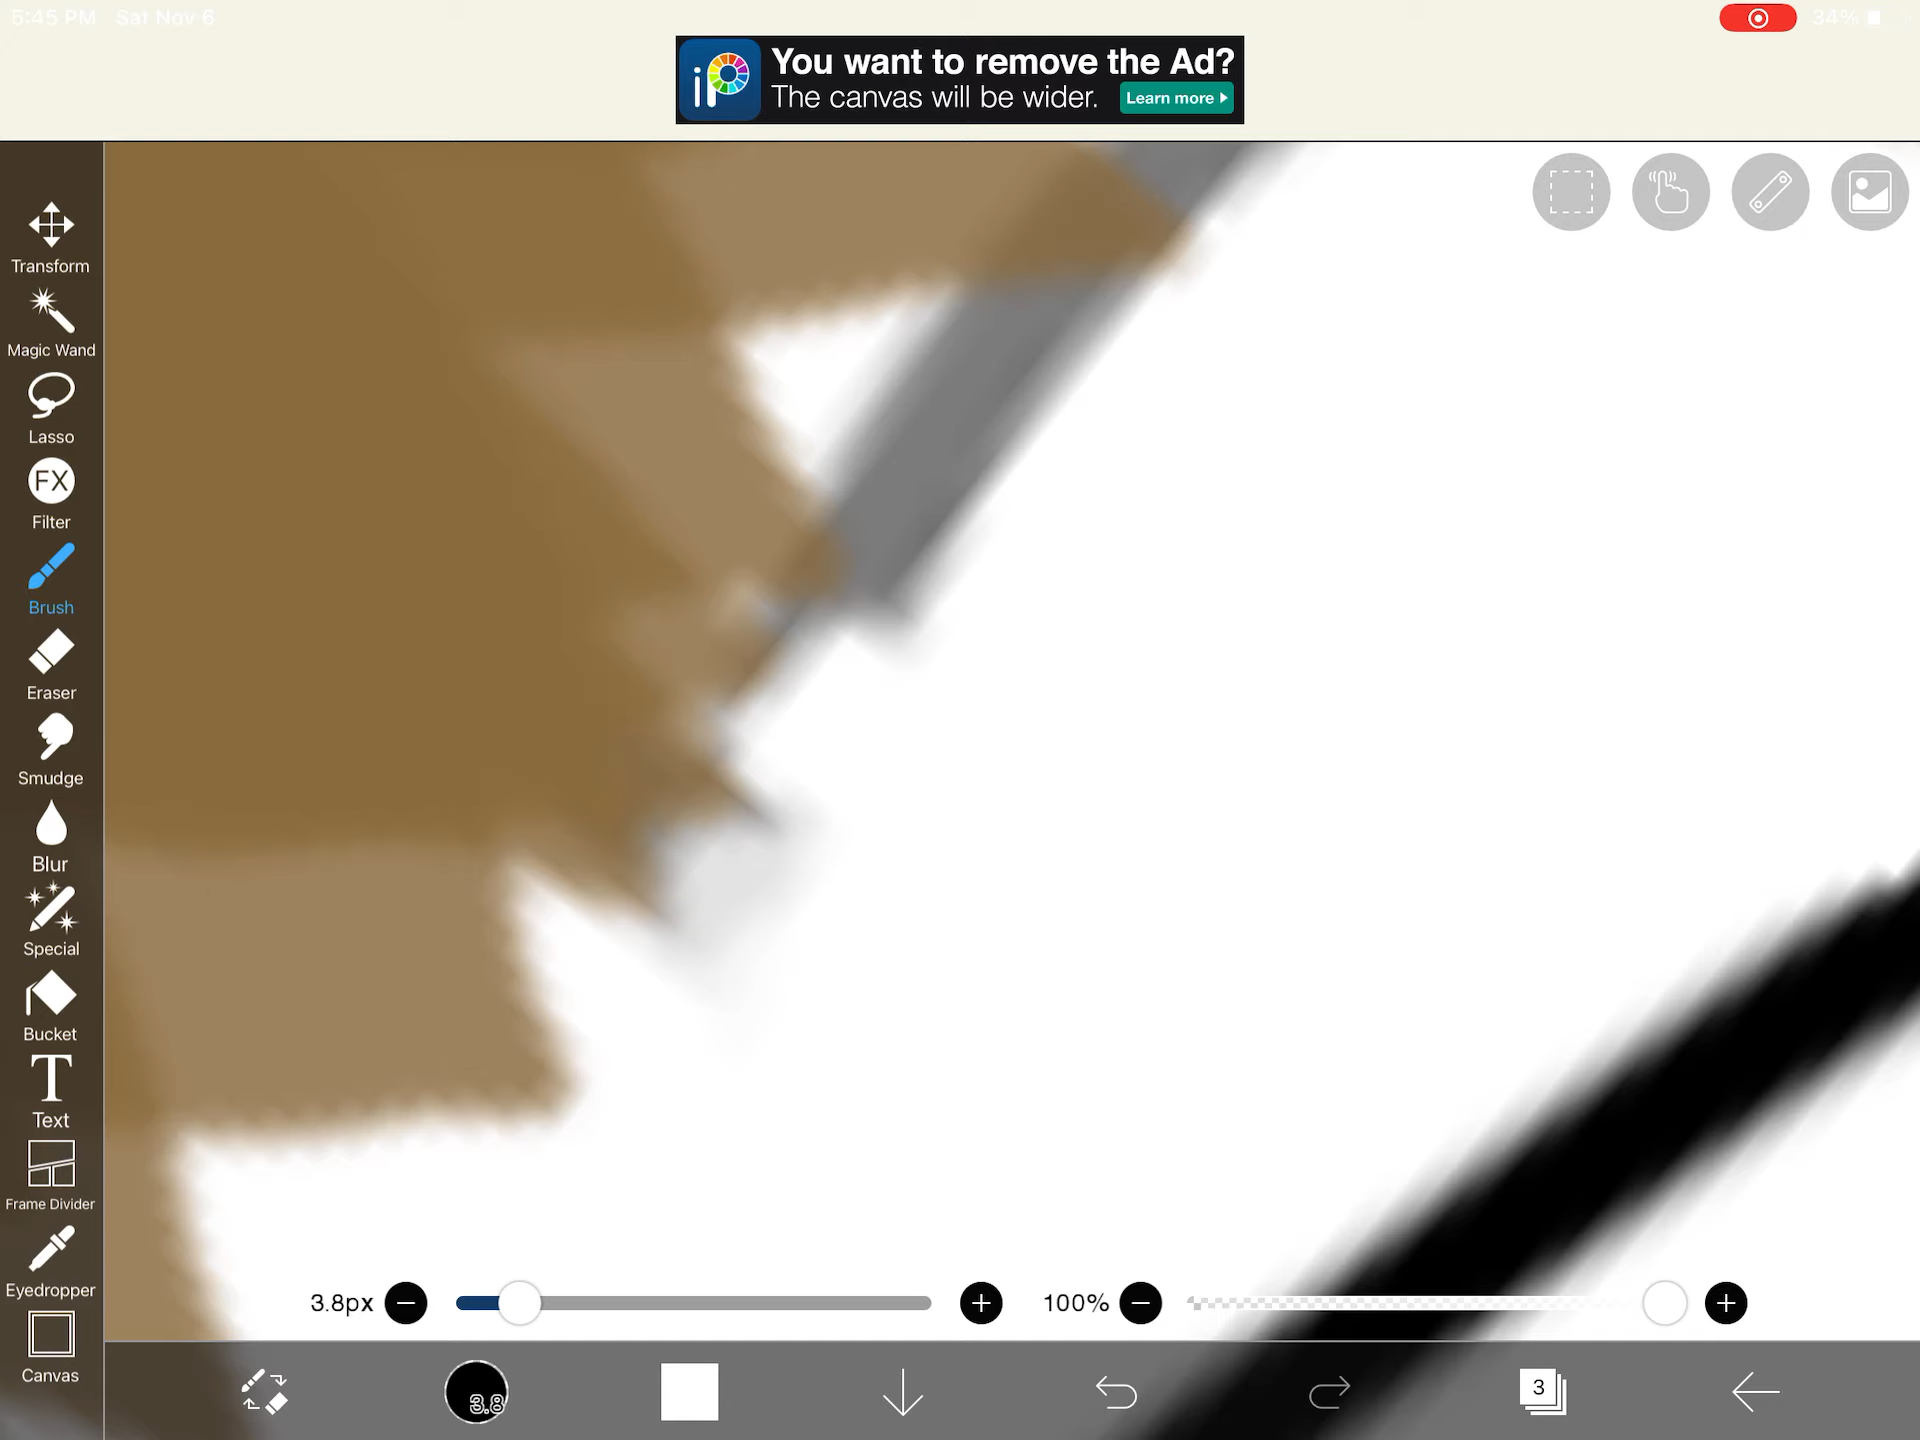 5:45 PM Sat Nov 6
34%
iP
You want to remove the Ad?
The canvas will be wider.
Learn more
Transform
Magic Wand
Lasso
FX
Filter
Brush
Eraser
Smudge
Blur
Special
Bucket
T
Text
Frame Divider
Eyedropper
Canvas
3.8px
100%
3.8
3